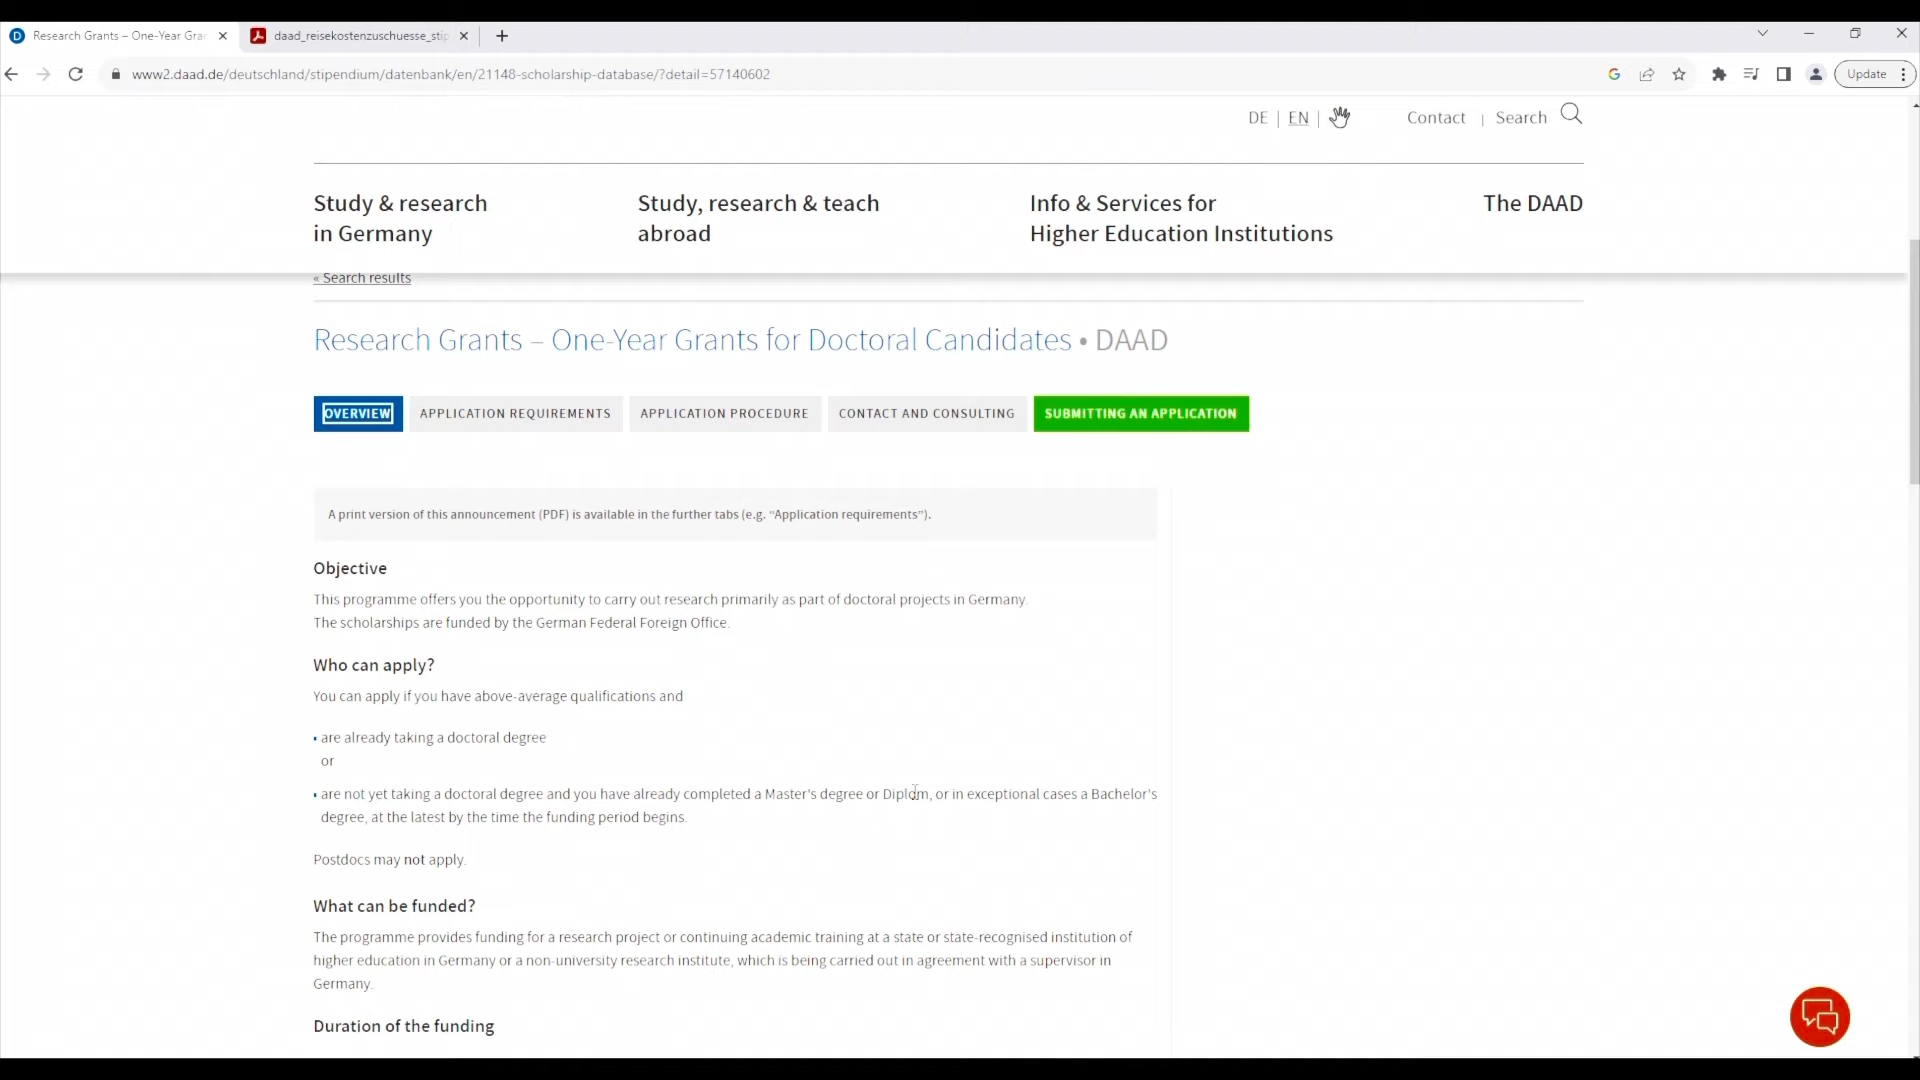 Research Grants – One-Year Gran
daad_reisekostenzuschuesse_stip
www2.daad.de/deutschland/stipendium/datenbank/en/21148-scholarship-database/?detail=57140602
Update
DE | EN |
Contact | Search
Study & research
in Germany
Study, research & teach
abroad
Info & Services for
Higher Education Institutions
The DAAD
« Search results
Research Grants – One-Year Grants for Doctoral Candidates • DAAD
OVERVIEW
APPLICATION REQUIREMENTS
APPLICATION PROCEDURE
CONTACT AND CONSULTING
SUBMITTING AN APPLICATION
A print version of this announcement (PDF) is available in the further tabs (e.g. “Application requirements”).
Objective
This programme offers you the opportunity to carry out research primarily as part of doctoral projects in Germany.
The scholarships are funded by the German Federal Foreign Office.
Who can apply?
You can apply if you have above-average qualifications and
▪ are already taking a doctoral degree
or
▪ are not yet taking a doctoral degree and you have already completed a Master's degree or Diplom, or in exceptional cases a Bachelor's
degree, at the latest by the time the funding period begins.
Postdocs may not apply.
What can be funded?
The programme provides funding for a research project or continuing academic training at a state or state-recognised institution of
higher education in Germany or a non-university research institute, which is being carried out in agreement with a supervisor in
Germany.
Duration of the funding